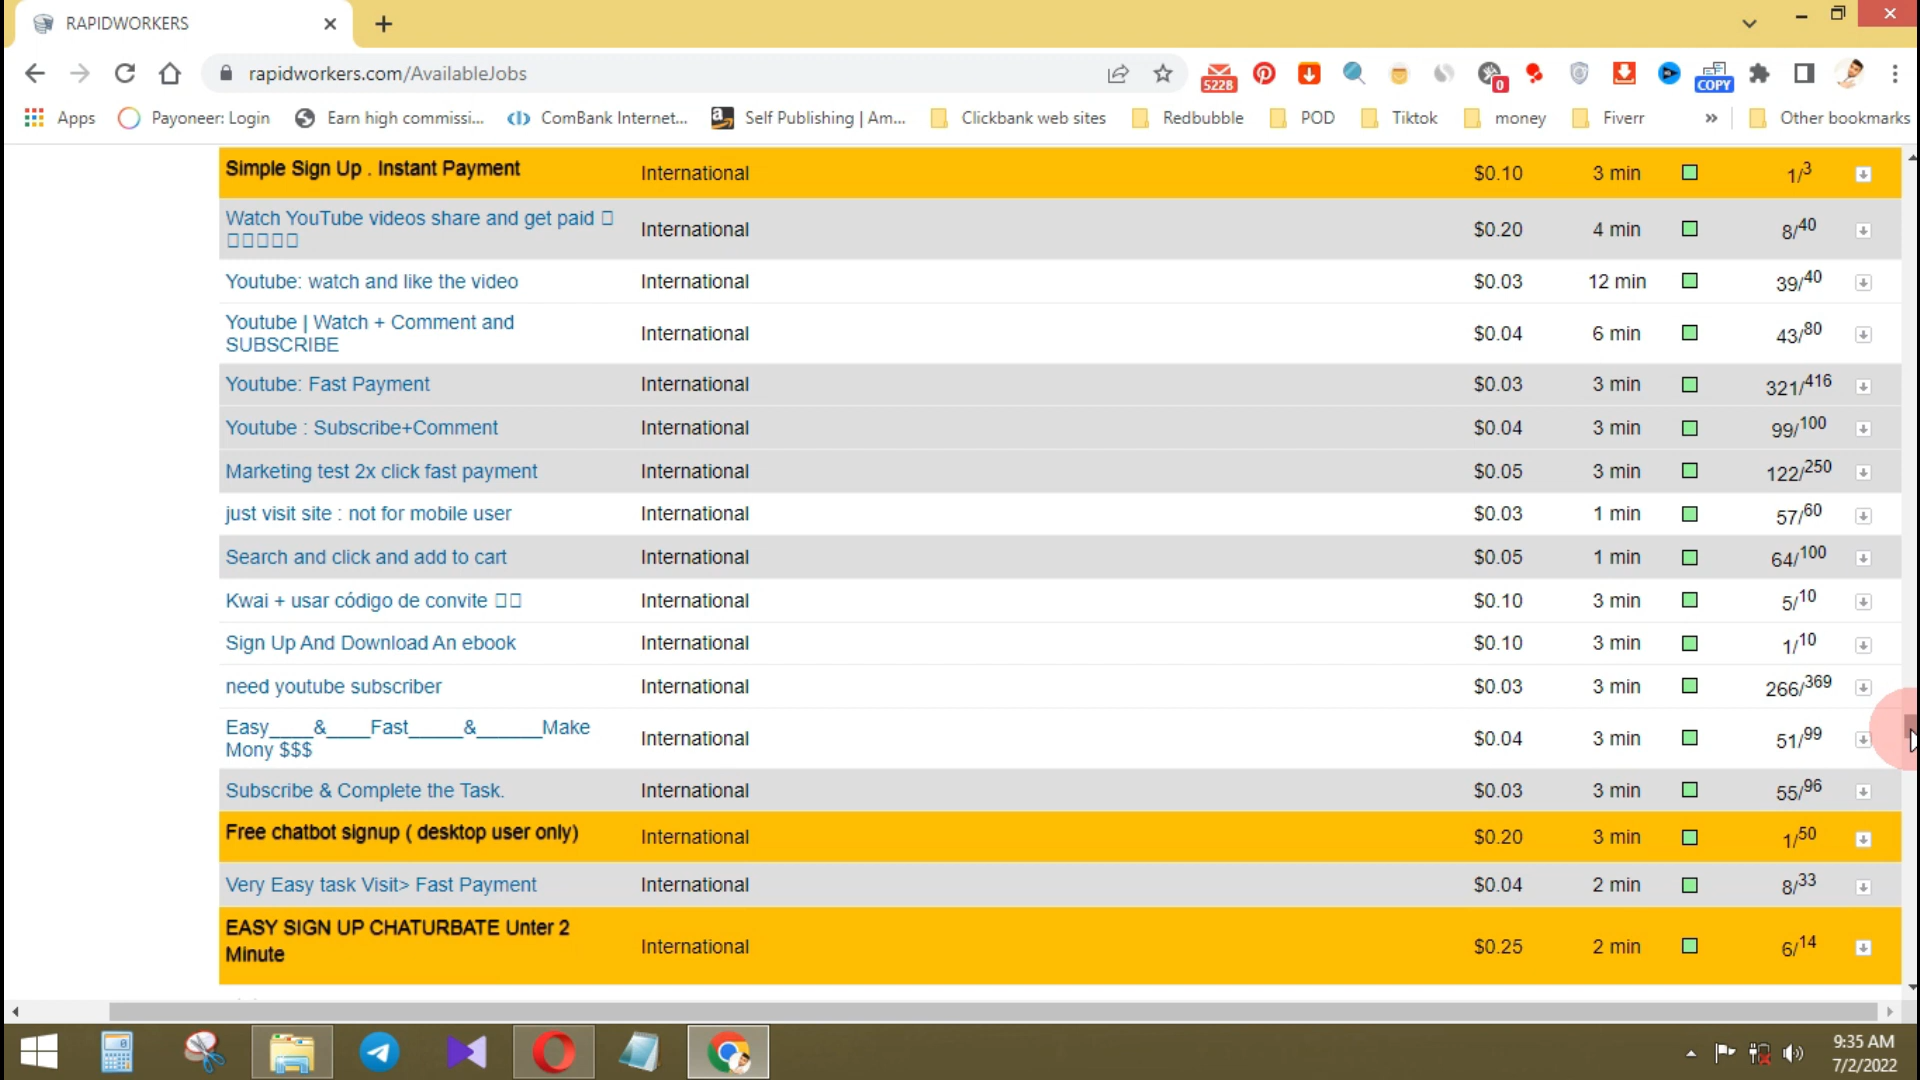 RAPIDWORKERS
rapidworkers.com/AvailableJobs
5228
0
COPY
Apps
Payoneer: Login
Earn high commissi...
ComBank Internet...
Self Publishing | Am...
Clickbank web sites
Redbubble
POD
Tiktok
money
Fiverr
»
Other bookmarks
Simple Sign Up . Instant Payment International $0.10 3 min 1/3
Watch YouTube videos share and get paid
International $0.20 4 min 8/40
Youtube: watch and like the video International $0.03 12 min 39/40
Youtube | Watch + Comment and
SUBSCRIBE
International $0.04 6 min 43/80
Youtube: Fast Payment International $0.03 3 min 321/416
Youtube : Subscribe+Comment International $0.04 3 min 99/100
Marketing test 2x click fast payment International $0.05 3 min 122/250
just visit site : not for mobile user International $0.03 1 min 57/60
Search and click and add to cart International $0.05 1 min 64/100
Kwai + usar código de convite International $0.10 3 min 5/10
Sign Up And Download An ebook International $0.10 3 min 1/10
need youtube subscriber International $0.03 3 min 266/369
Easy____&____Fast_____&______Make
Mony $$$
International $0.04 3 min 51/99
Subscribe & Complete the Task. International $0.03 3 min 55/96
Free chatbot signup ( desktop user only) International $0.20 3 min 1/50
Very Easy task Visit> Fast Payment International $0.04 2 min 8/33
EASY SIGN UP CHATURBATE Unter 2
Minute
International $0.25 2 min 6/14
9:35 AM
7/2/2022